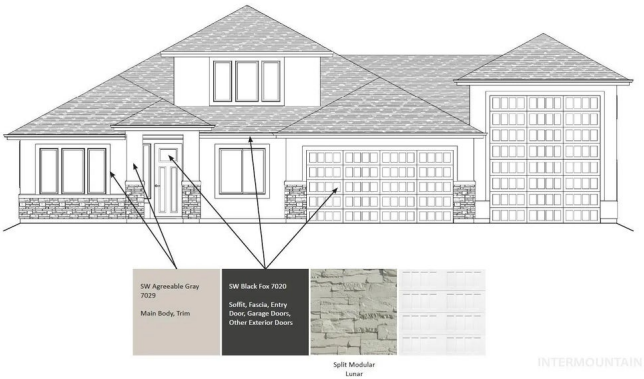 SW Agreeable Gray
7029
Main Body, Trim
SW Black Fox 7020
Soffit, Fascia, Entry
Door, Garage Doors,
Other Exterior Doors
Split Modular
Lunar
INTERMOUNTAIN